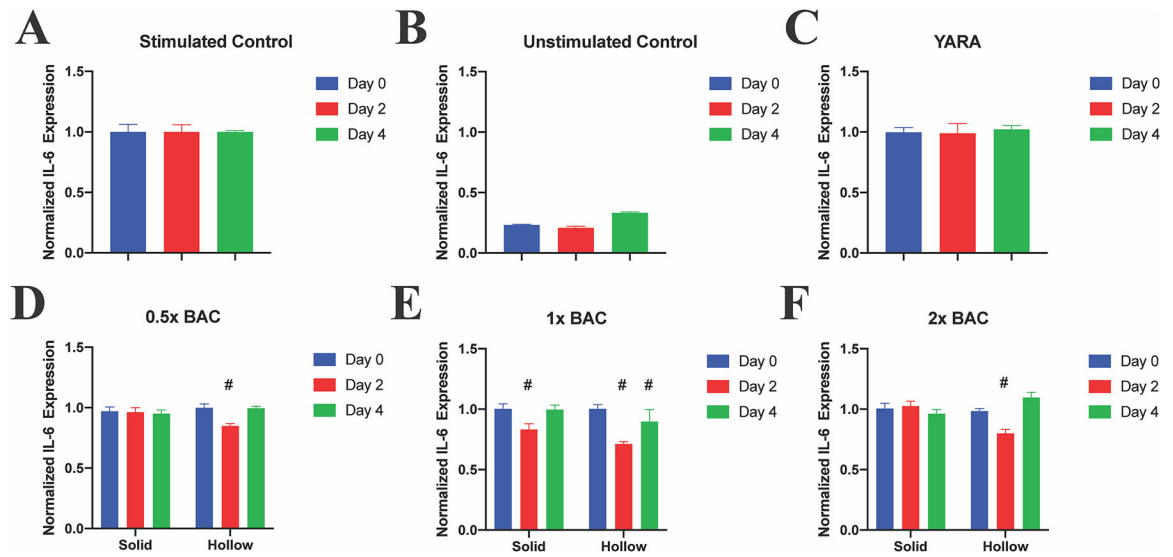 A
Stimulated Control
Normalized IL-6 Expression
1.5
1.0
0.5
0.0
Day 0
Day 2
Day 4
B
Unstimulated Control
Normalized IL-6 Expression
1.5
1.0
0.5
0.0
Day 0
Day 2
Day 4
C
YARA
Normalized IL-6 Expression
1.5
1.0
0.5
0.0
Day 0
Day 2
Day 4
D
0.5x BAC
Normalized IL-6 Expression
1.5
1.0
0.5
0.0
#
Solid
Hollow
Day 0
Day 2
Day 4
E
1x BAC
Normalized IL-6 Expression
1.5
1.0
0.5
0.0
#
# #
Solid
Hollow
Day 0
Day 2
Day 4
F
2x BAC
Normalized IL-6 Expression
1.5
1.0
0.5
0.0
#
Solid
Hollow
Day 0
Day 2
Day 4